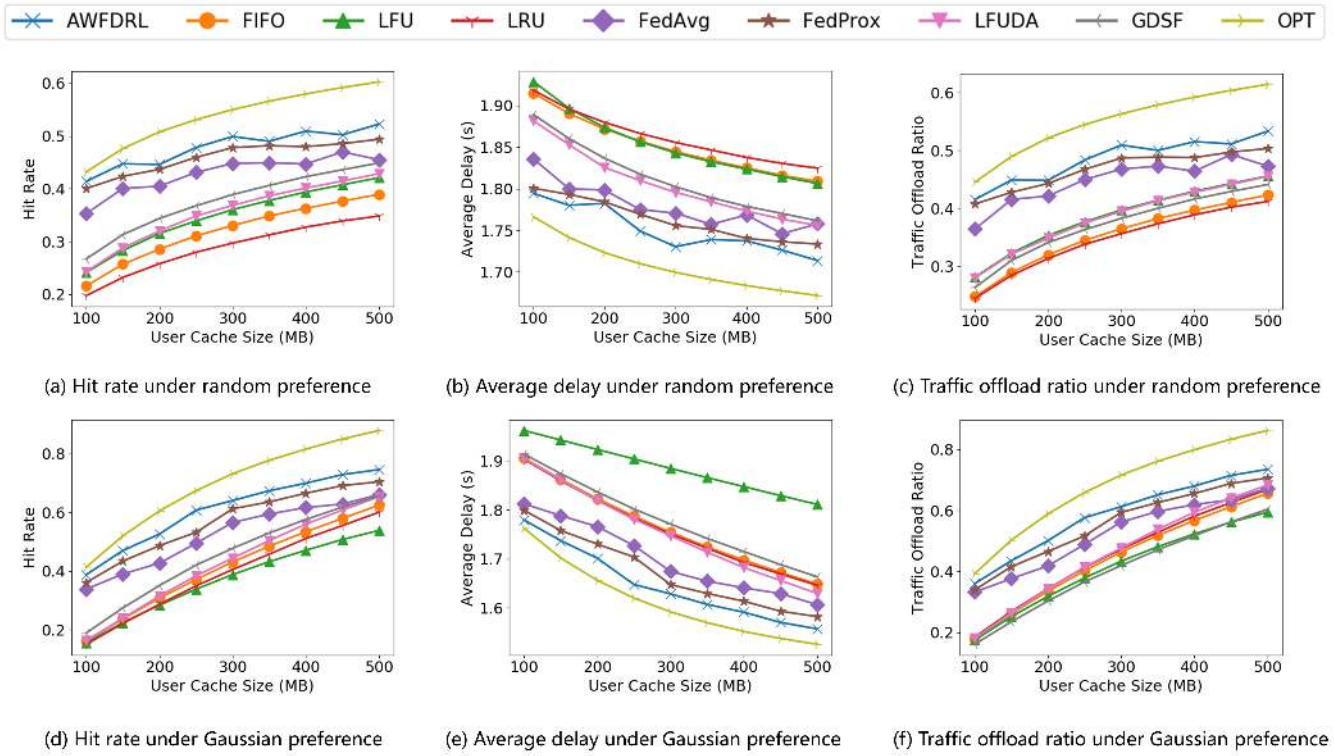 AWFDRL FIFO LFU LRU FedAvg FedProx LFUDA GDSF OPT
Hit Rate
0.6
0.5
0.4
0.3
0.2
100 200 300 400 500
User Cache Size (MB)
(a) Hit rate under random preference
Average Delay (s)
1.90
1.85
1.80
1.75
1.70
100 200 300 400 500
User Cache Size (MB)
(b) Average delay under random preference
Traffic Offload Ratio
0.6
0.5
0.4
0.3
100 200 300 400 500
User Cache Size (MB)
(c) Traffic offload ratio under random preference
Hit Rate
0.8
0.6
0.4
0.2
100 200 300 400 500
User Cache Size (MB)
(d) Hit rate under Gaussian preference
Average Delay (s)
1.9
1.8
1.7
1.6
100 200 300 400 500
User Cache Size (MB)
(e) Average delay under Gaussian preference
Traffic Offload Ratio
0.8
0.6
0.4
0.2
100 200 300 400 500
User Cache Size (MB)
(f) Traffic offload ratio under Gaussian preference